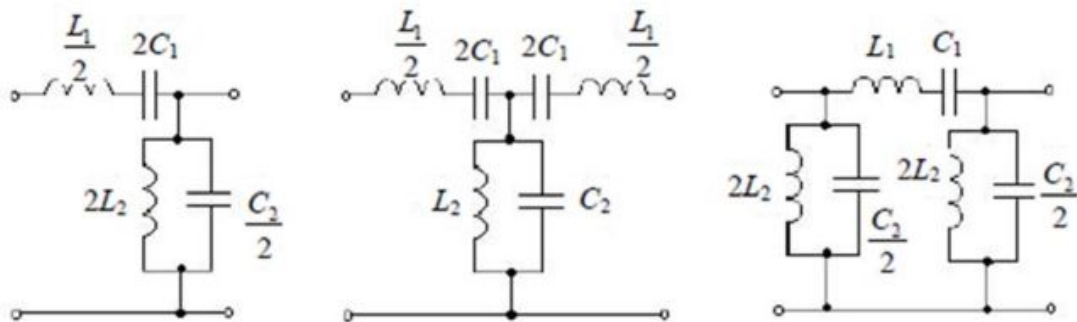 L₁/2 2C₁
2L₂ C₂/2
L₁/2 2C₁ 2C₁ L₁/2
L₂ C₂
L₁ C₁
2L₂ C₂/2 2L₂ C₂/2